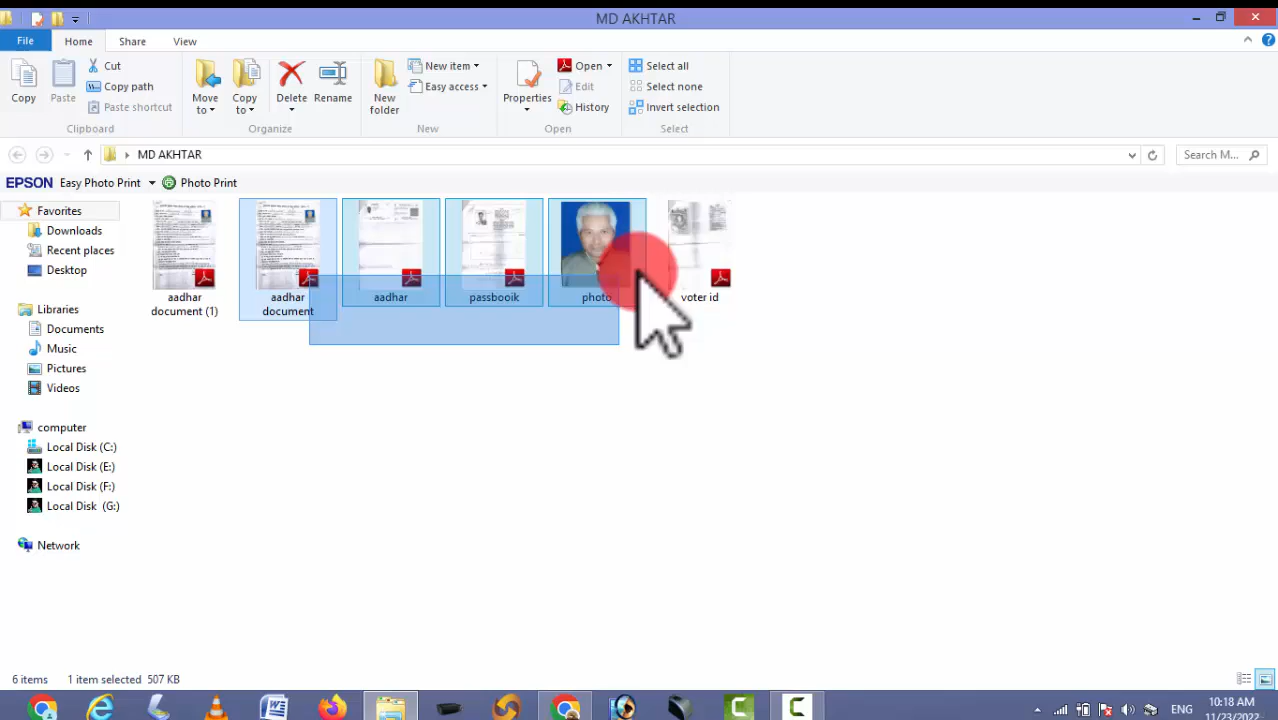 MD AKHTAR
File Home Share View
Cut
Copy path
Paste shortcut
Copy Paste
Clipboard
Move to Copy to Delete Rename
Organize
New folder
New item
Easy access
New
Properties
Open
Edit
History
Open
Select all
Select none
Invert selection
Select
MD AKHTAR
Search M...
EPSON Easy Photo Print Photo Print
Favorites
Downloads
Recent places
Desktop
Libraries
Documents
Music
Pictures
Videos
computer
Local Disk (C:)
Local Disk (E:)
Local Disk (F:)
Local Disk (G:)
Network
aadhar
document (1)
aadhar
document
aadhar
passbooik
photo
voter id
6 items 1 item selected 507 KB
ENG
10:18 AM
11/23/2022